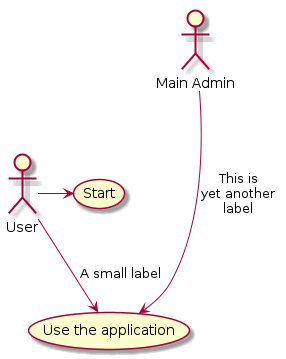 Main Admin
This is
yet another
label
Start
User
A small label
Use the application